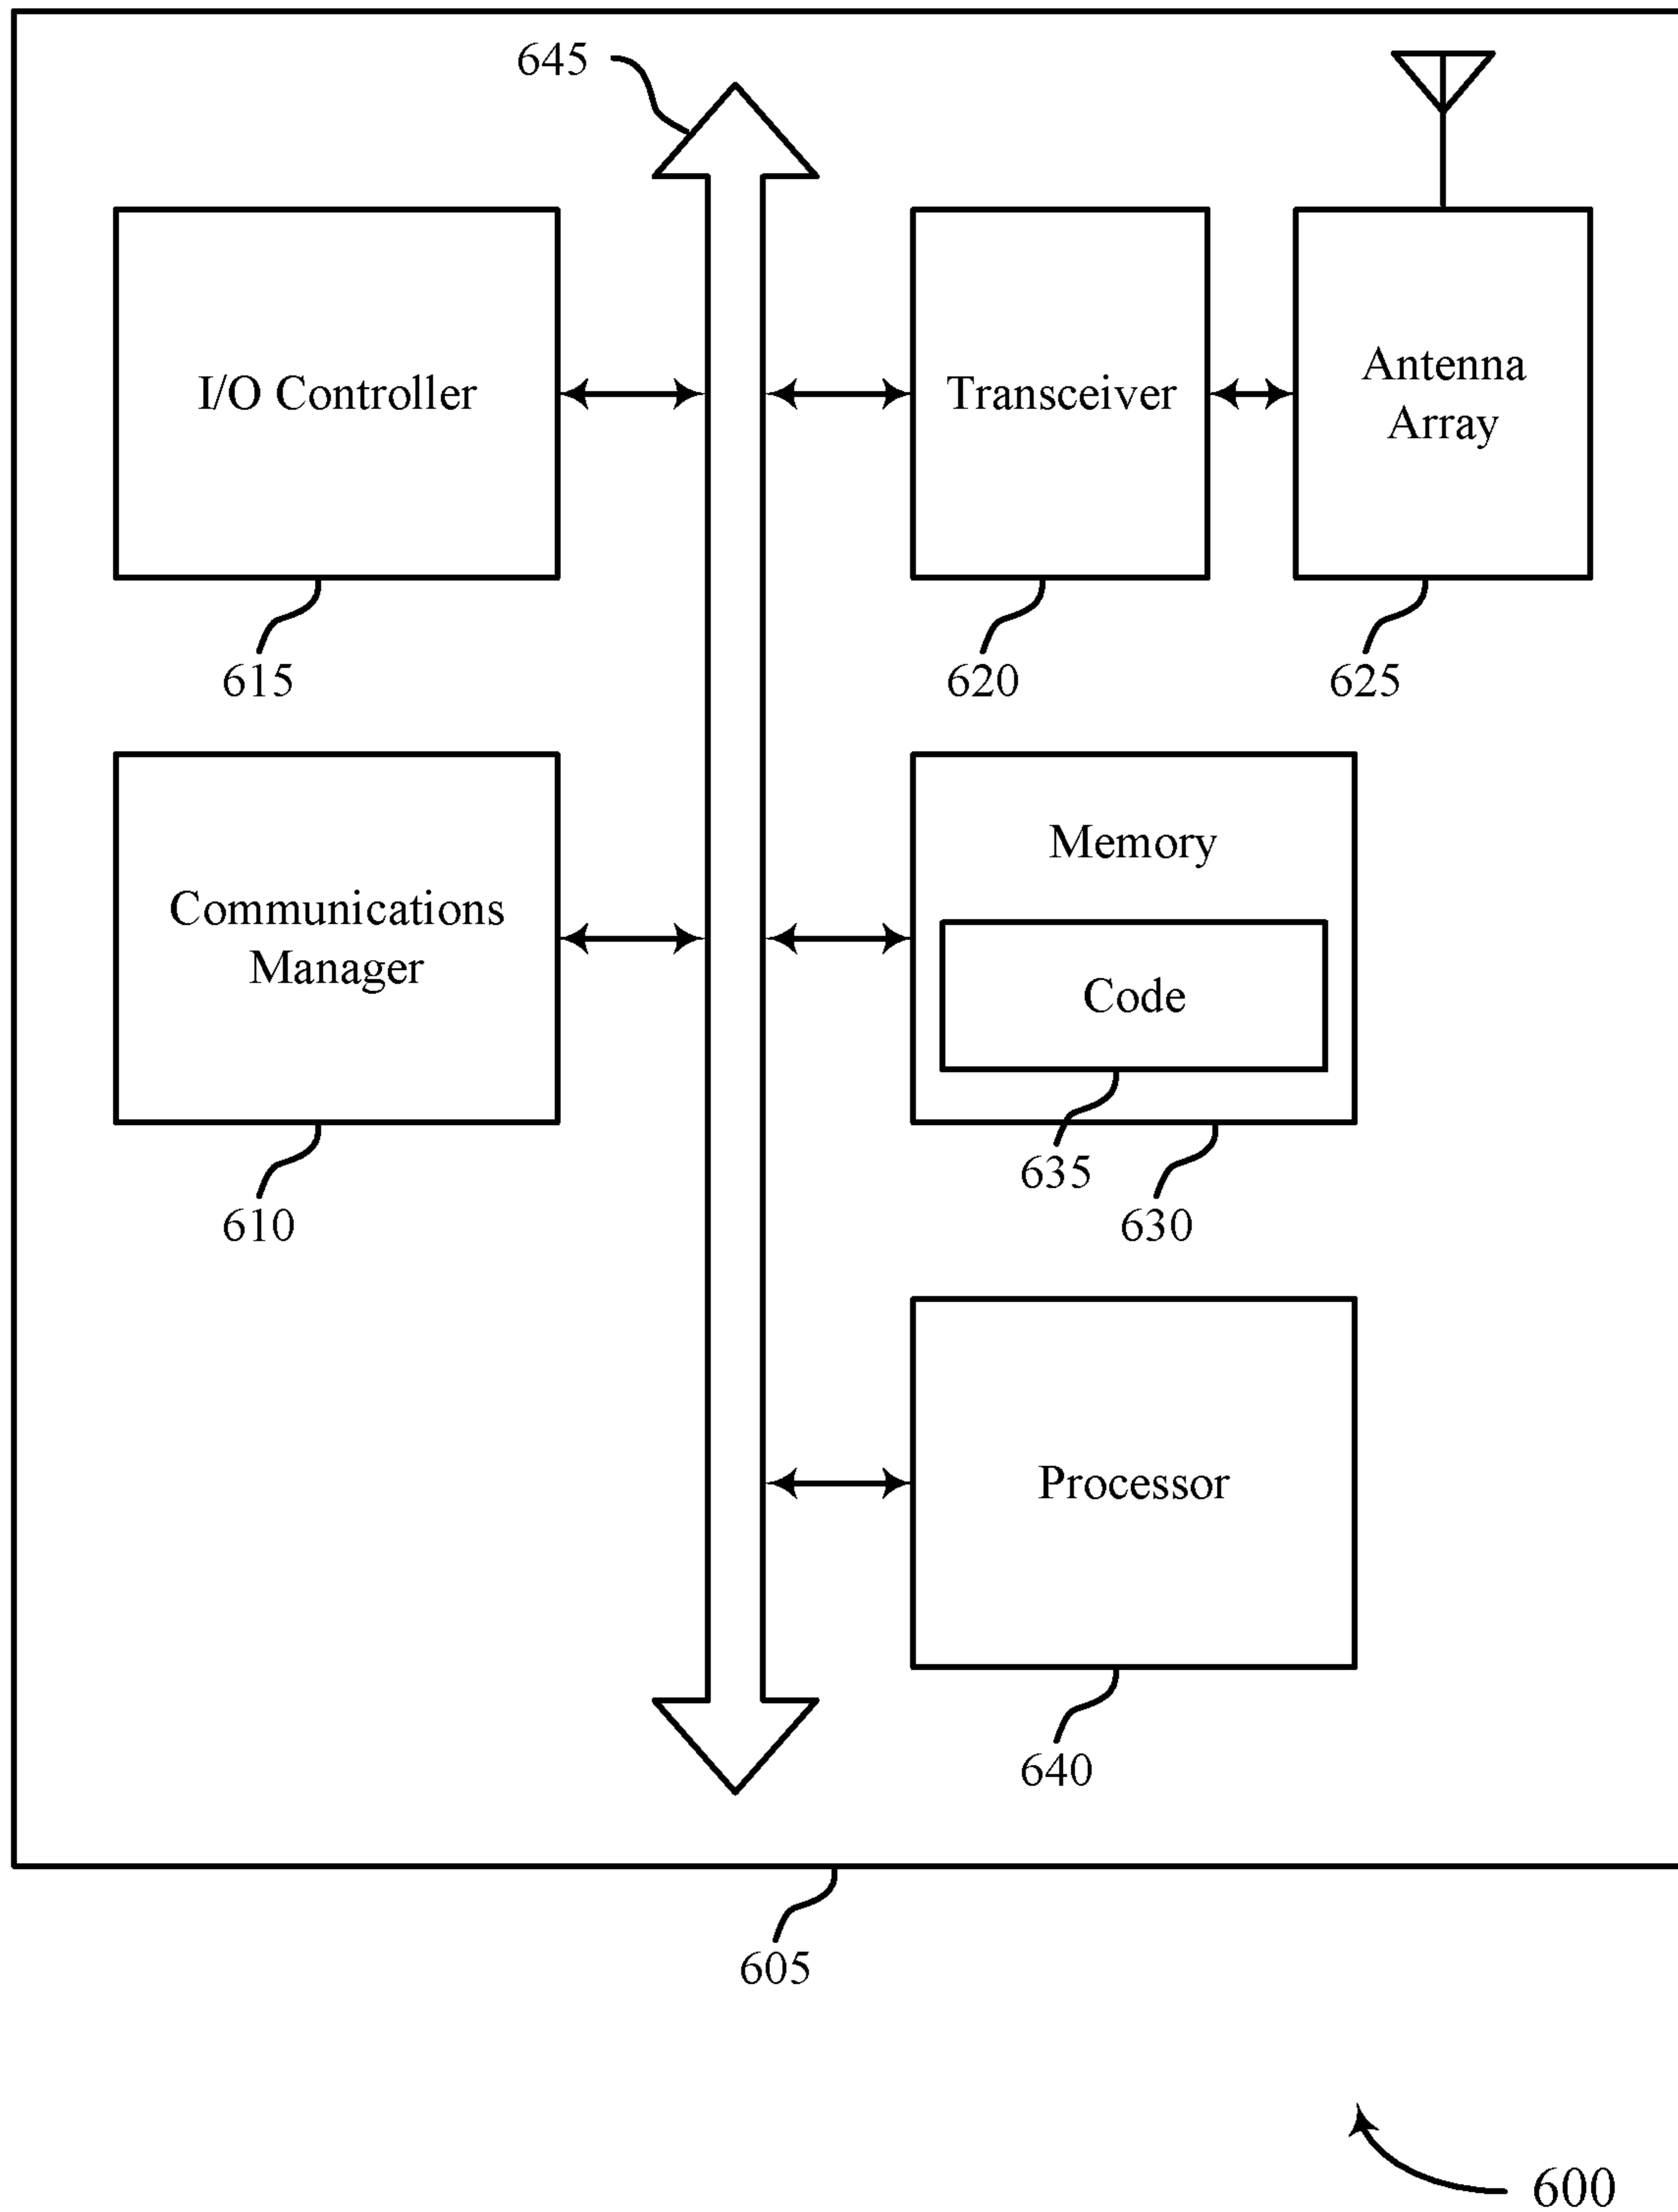 645
I/O Controller
Transceiver
Antenna
Array
615
620
625
Communications
Manager
Memory
Code
635
610
630
Processor
640
605
600